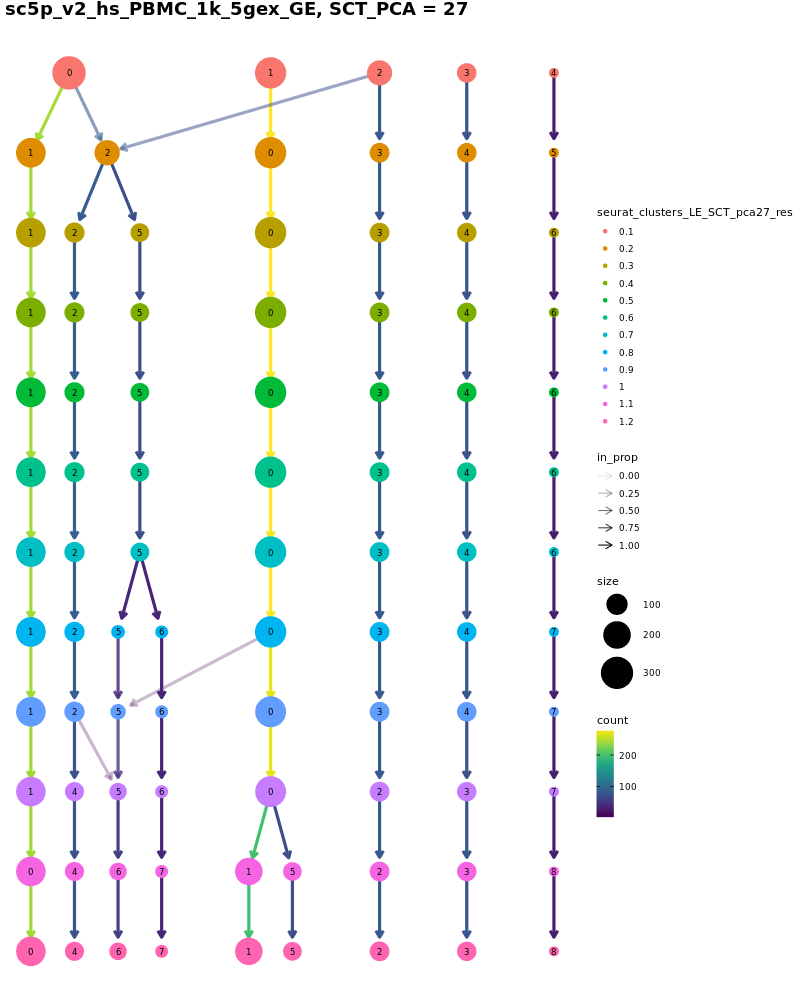 sc5p_v2_hs_PBMC_1k_5gex_GE, SCT_PCA = 27
0 1 2 3 4
1 2 0 3 4 5
1 2 5 0 3 4 6
1 2 5 0 3 4 6
1 2 5 0 3 4 6
1 2 5 0 3 4 6
1 2 5 0 3 4 6
1 2 5 6 0 3 4 7
1 2 5 6 0 3 4 7
1 4 5 6 0 2 3 7
0 4 6 7 1 5 2 3 8
0 4 6 7 1 5 2 3 8
seurat_clusters_LE_SCT_pca27_res
0.1
0.2
0.3
0.4
0.5
0.6
0.7
0.8
0.9
1
1.1
1.2
in_prop
0.00
0.25
0.50
0.75
1.00
size
100
200
300
count
200
100